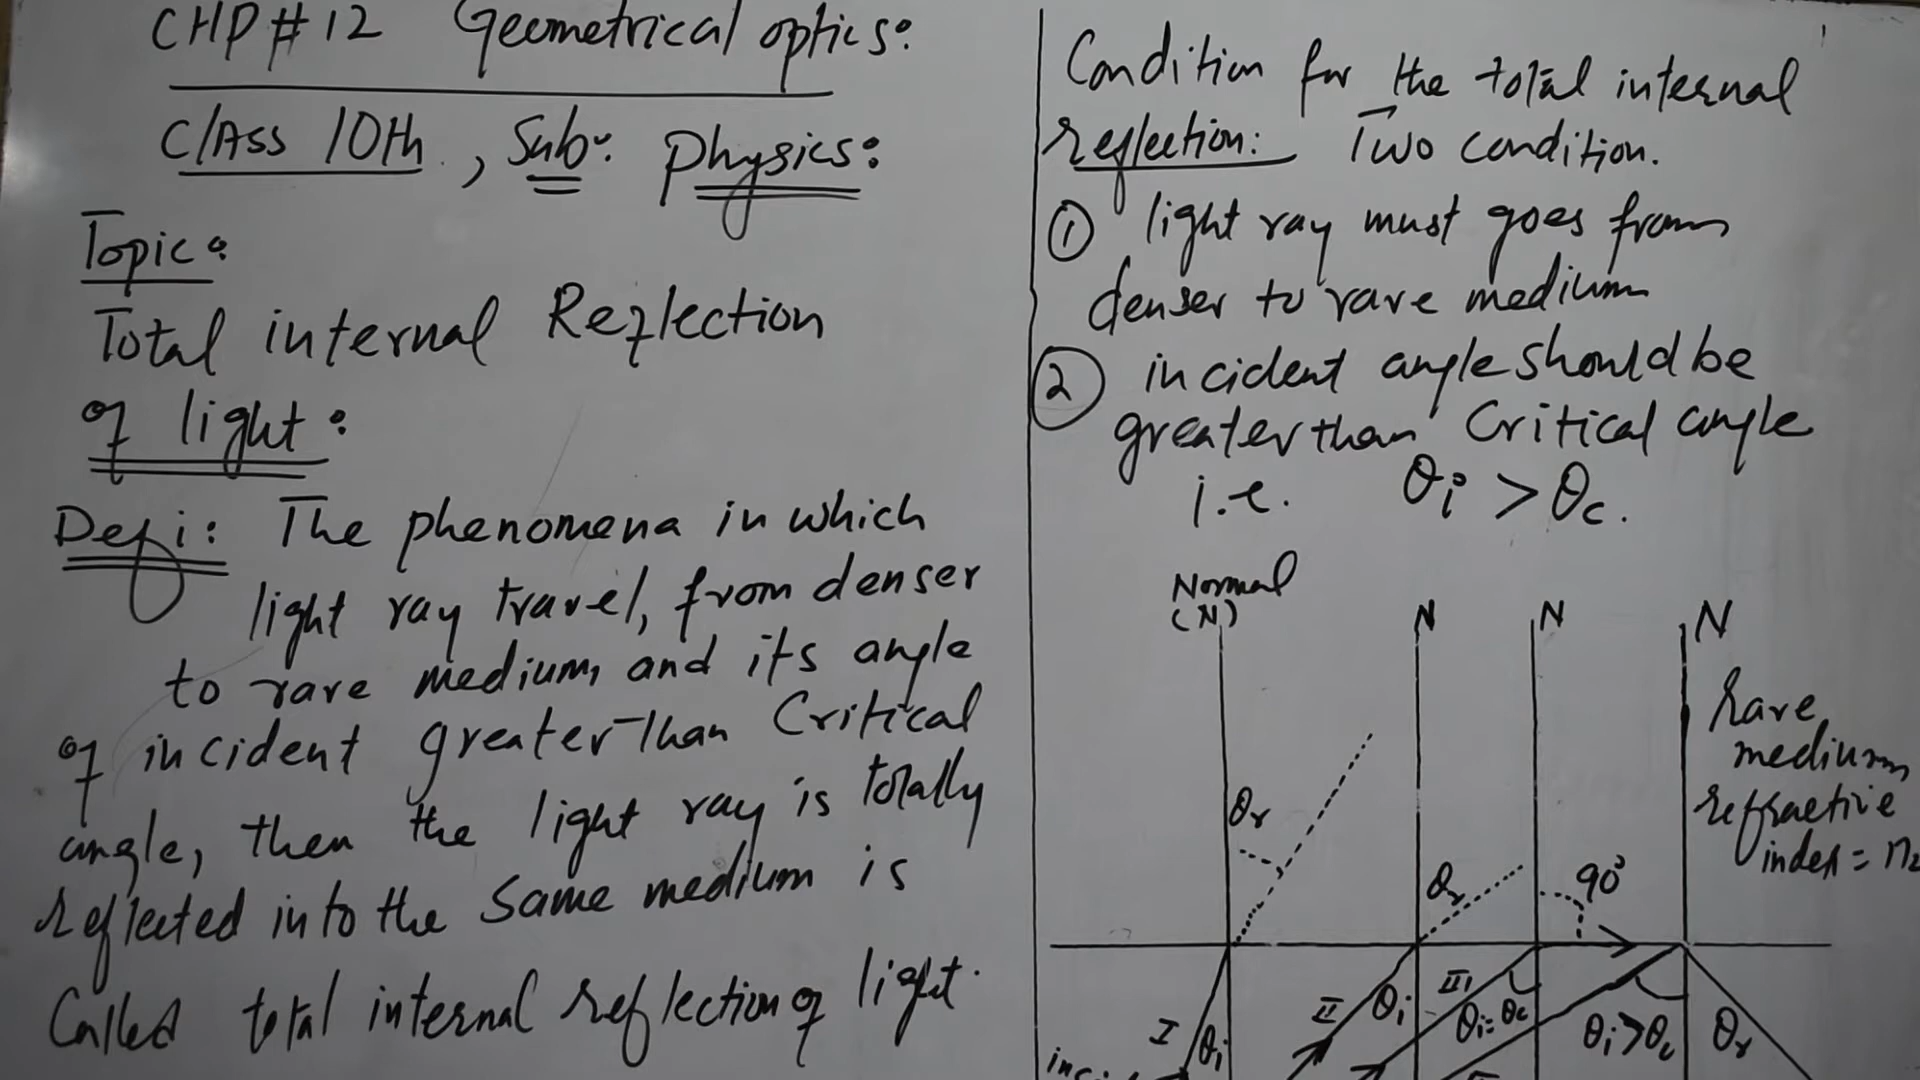 CHP # 12 Geometrical optics:
Class 10th, Sub: Physics:
Topic:
Total internal Reflection
of light:
Defi: The phenomena in which
light ray travel, from denser
to rare medium, and its angle
of incident greater than Critical
angle, then the light ray is totally
reflected into the same medium is
Called total internal reflection of light.
Condition for the total internal
reflection: Two condition.
1 light ray must goes from
denser to rare medium
2 incident angle should be
greater than Critical angle
i.e. θi > θc.
Normal
(N) N N N
Rare
medium
refractive
index = n2
θr
θr 90°
I θi II θi III θi = θc θi > θc θr